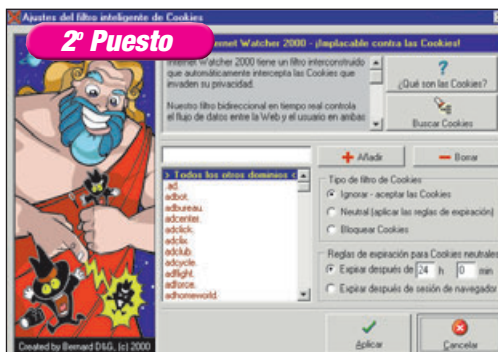 Ajustes del filtro inteligente de Cookies
2º Puesto
ernet Watcher 2000 - ¡Implacable contra las Cookies!
Internet Watcher 2000 tiene un filtro interconstruido
que automáticamente intercepta las Cookies que
invaden su privacidad.
Nuestro filtro bidireccional en tiempo real controla
el flujo de datos entre la Web y el usuario en ambas
?
¿Qué son las Cookies?
Buscar Cookies
Añadir
Borrar
> Todos los otros dominios <
.ad.
adbot.
adbureau.
adcenter.
adclick.
adclix
adclub.
adcycle.
adflight.
adforce.
adhomeworld.
Tipo de filtro de Cookies
Ignorar - aceptar las Cookies
Neutral (aplicar las reglas de expiración)
Bloquear Cookies
Reglas de expiración para Cookies neutrales
Expirar después de 24 h 0 min
Expirar después de sesión de navegador
Aplicar
Cancelar
Created by Bernard D&G, (c) 2000